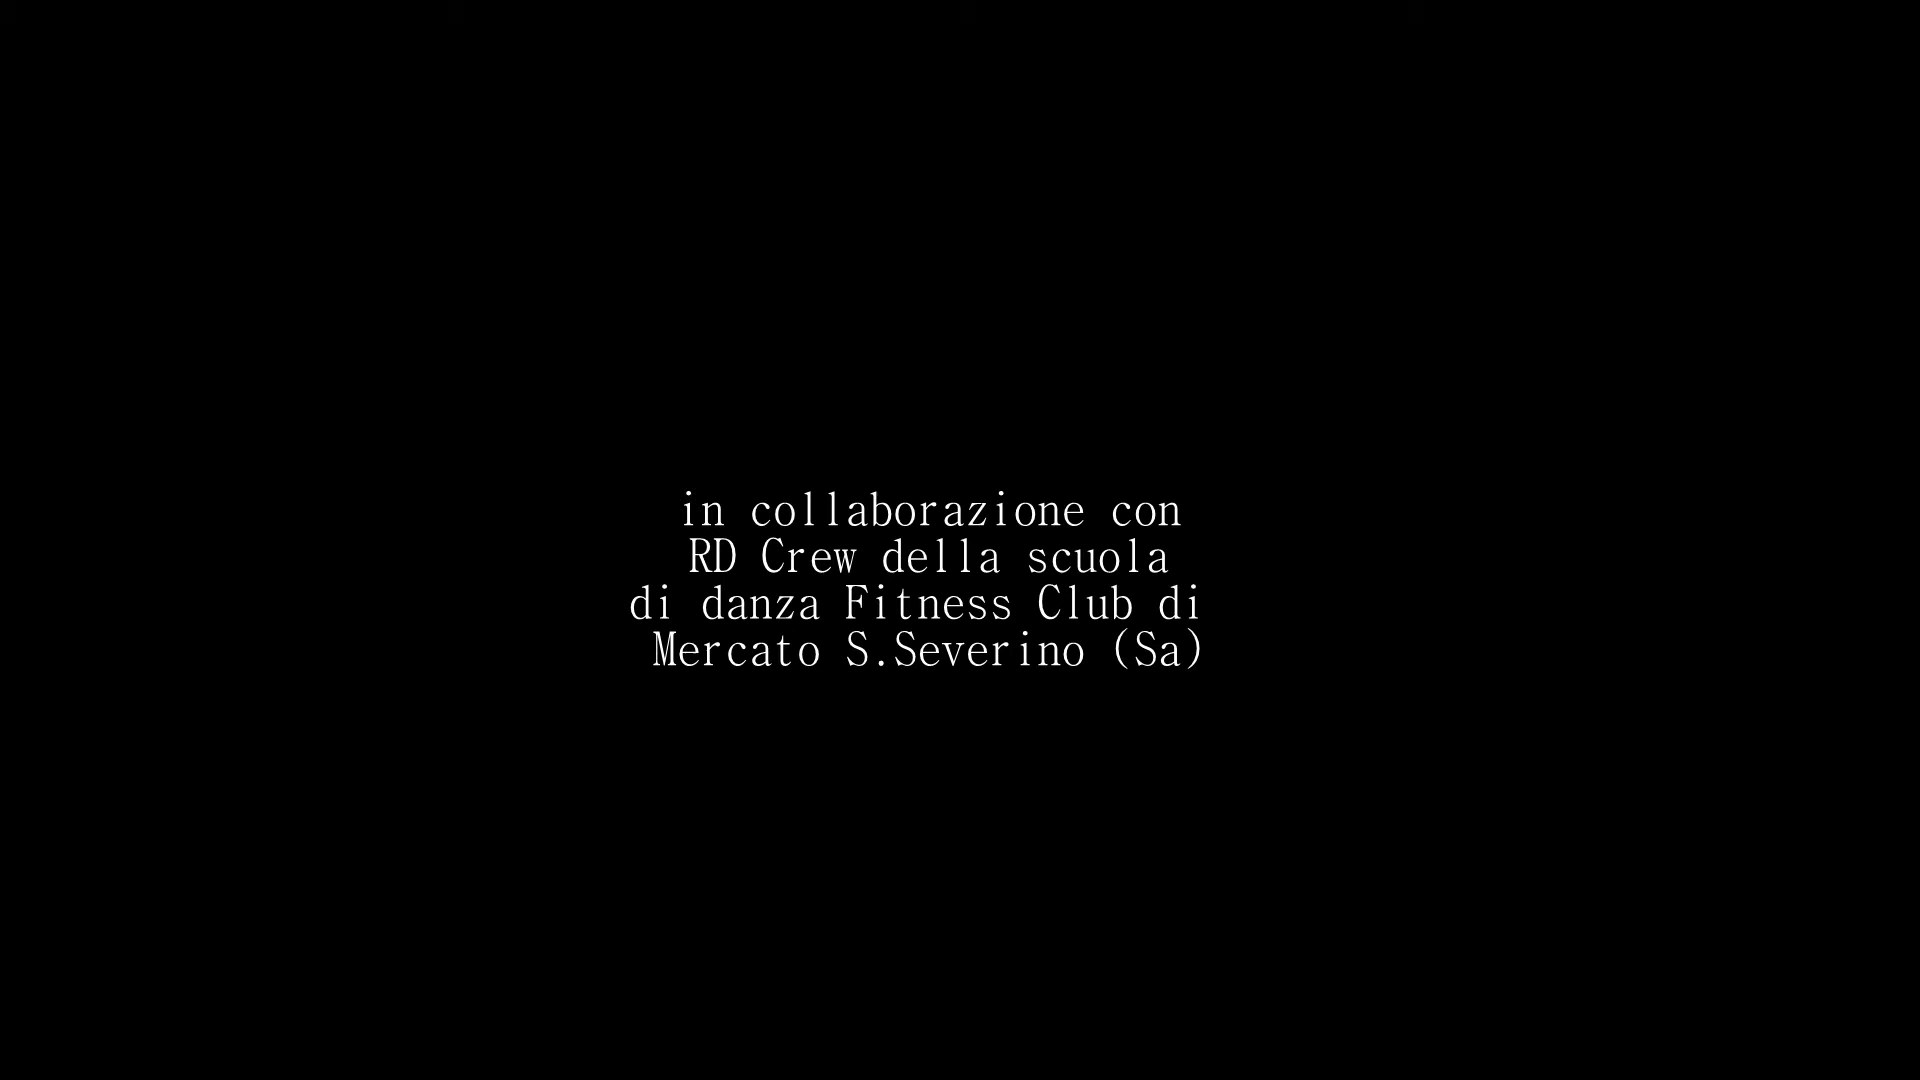 in collaborazione con
RD Crew della scuola
di danza Fitness Club di
Mercato S.Severino (Sa)